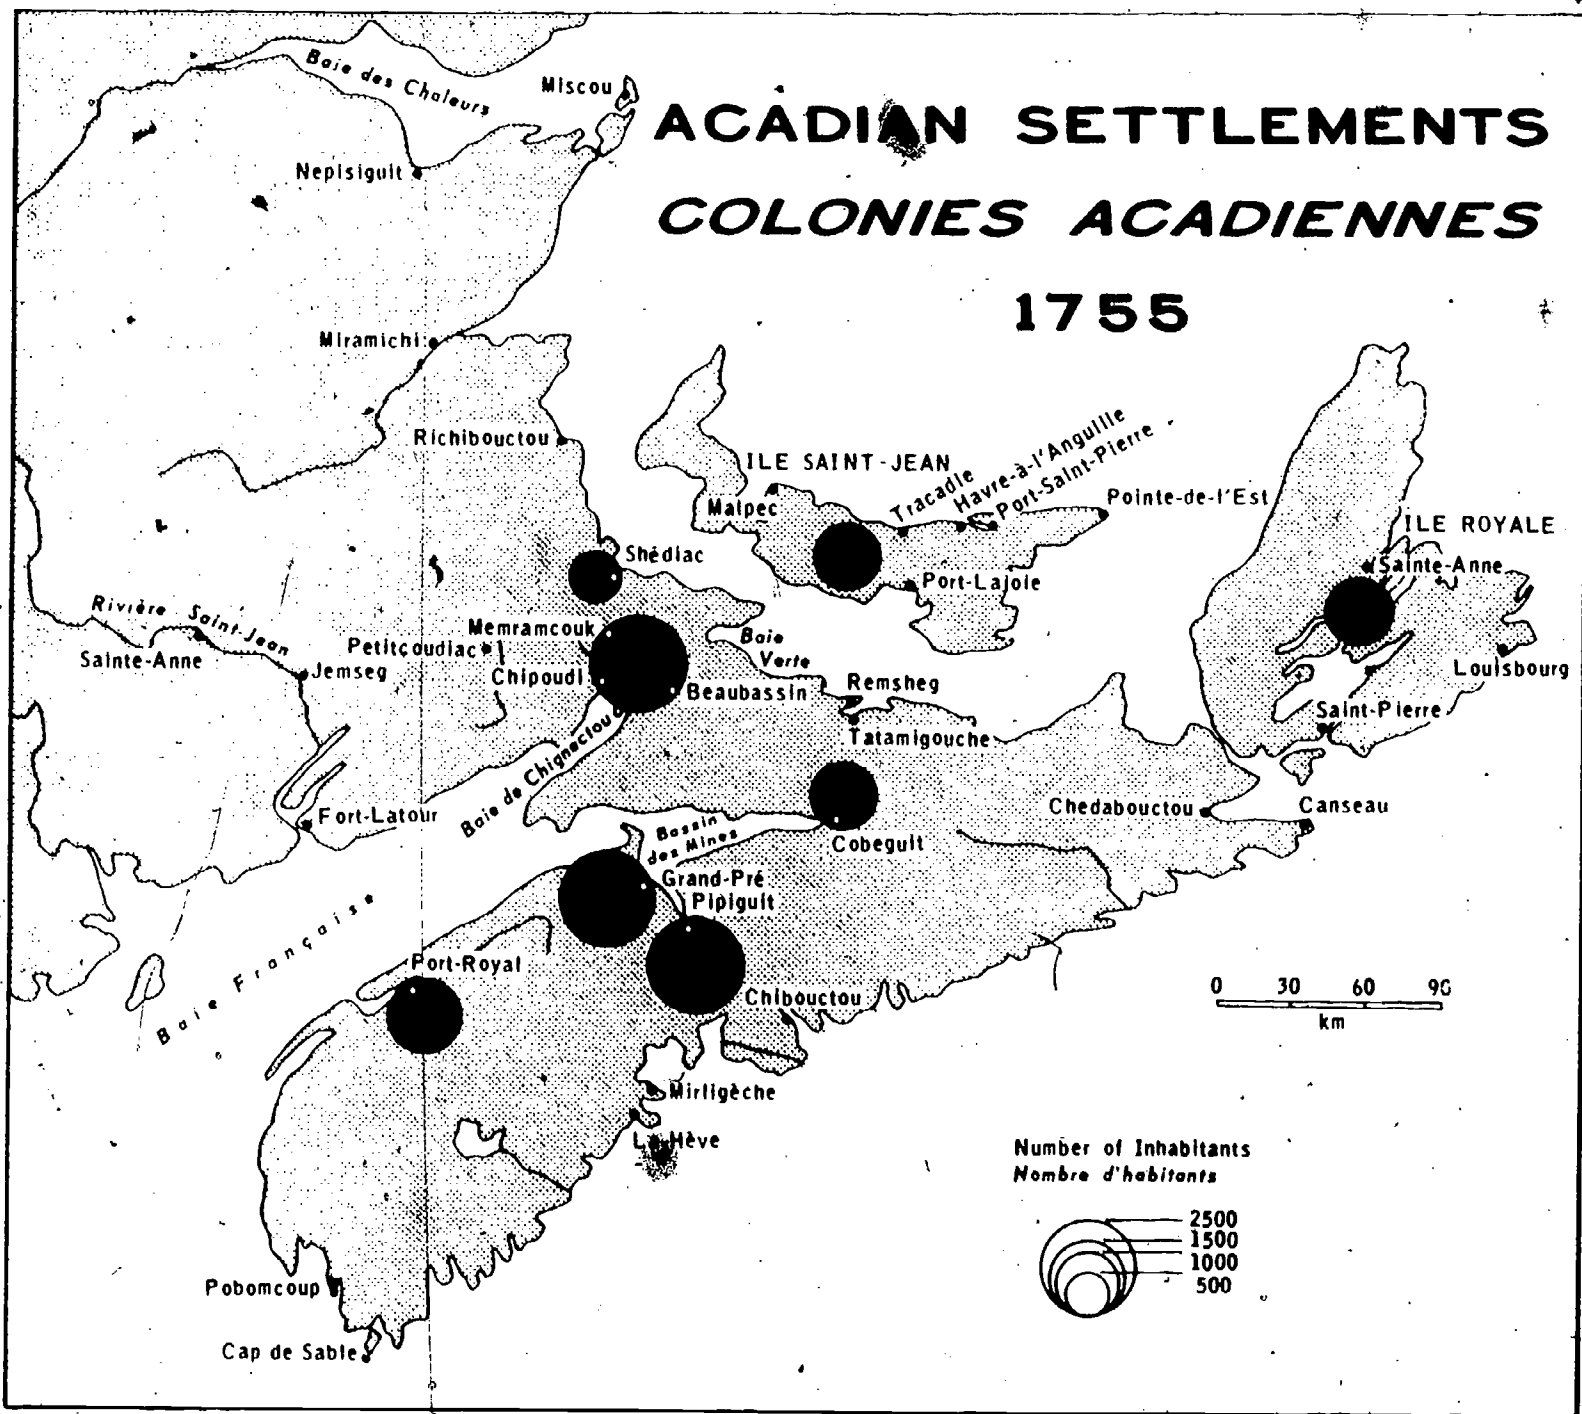 ACADIAN SETTLEMENTS
COLONIES ACADIENNES
1755
Baie des Chaleurs
Miscou
Nepisiguit
Miramichi
Richibouctou
ILE SAINT-JEAN
Malpec
Tracadie
Havre-à-l'Anguille
Port-Saint-Pierre
Pointe-de-l'Est
Port-Lajoie
ILE ROYALE
Sainte-Anne
Louisbourg
Saint-Pierre
Shédiac
Memramcouk
Petitcoudiac
Chipoudi
Beaubassin
Baie
Verte
Remsheg
Tatamigouche
Rivière Saint-Jean
Sainte-Anne
Jemseg
Fort-Latour
Baie de Chignectou
Bassin
des Mines
Cobeguit
Chedabouctou
Canseau
Grand-Pré
Pipiguit
Baie Française
Port-Royal
Chibouctou
Mirligèche
La Hève
Pobomcoup
Cap de Sable
0 30 60 90
km
Number of Inhabitants
Nombre d'habitants
2500
1500
1000
500